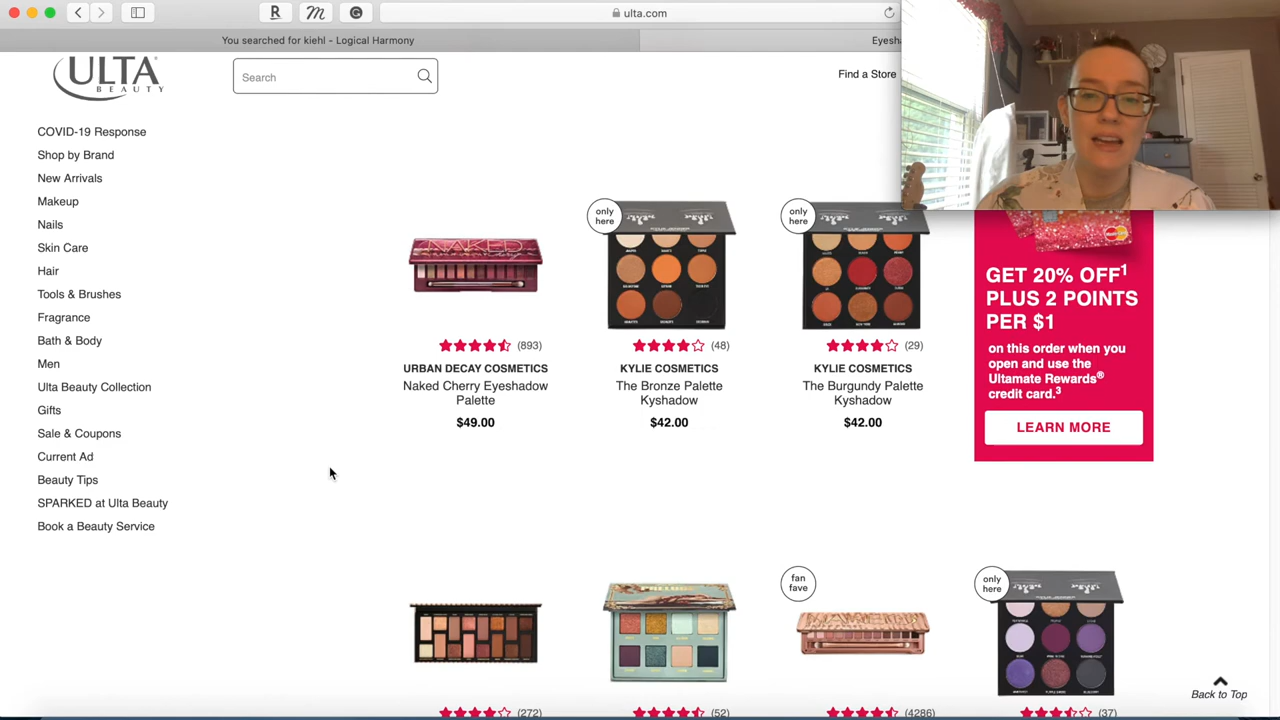 ulta.com
You searched for kiehl – Logical Harmony
Eyesha
ULTA
BEAUTY
Search
Find a Store
COVID-19 Response
Shop by Brand
New Arrivals
Makeup
Nails
Skin Care
Hair
Tools & Brushes
Fragrance
Bath & Body
Men
Ulta Beauty Collection
Gifts
Sale & Coupons
Current Ad
Beauty Tips
SPARKED at Ulta Beauty
Book a Beauty Service
NAKED
(893)
URBAN DECAY COSMETICS
Naked Cherry Eyeshadow
Palette
$49.00
only
here
(48)
KYLIE COSMETICS
The Bronze Palette
Kyshadow
$42.00
only
here
(29)
KYLIE COSMETICS
The Burgundy Palette
Kyshadow
$42.00
GET 20% OFF1
PLUS 2 POINTS
PER $1
on this order when you
open and use the
Ultamate Rewards®
credit card.3
LEARN MORE
(272)
(52)
fan
fave
(4286)
only
here
(37)
Back to Top